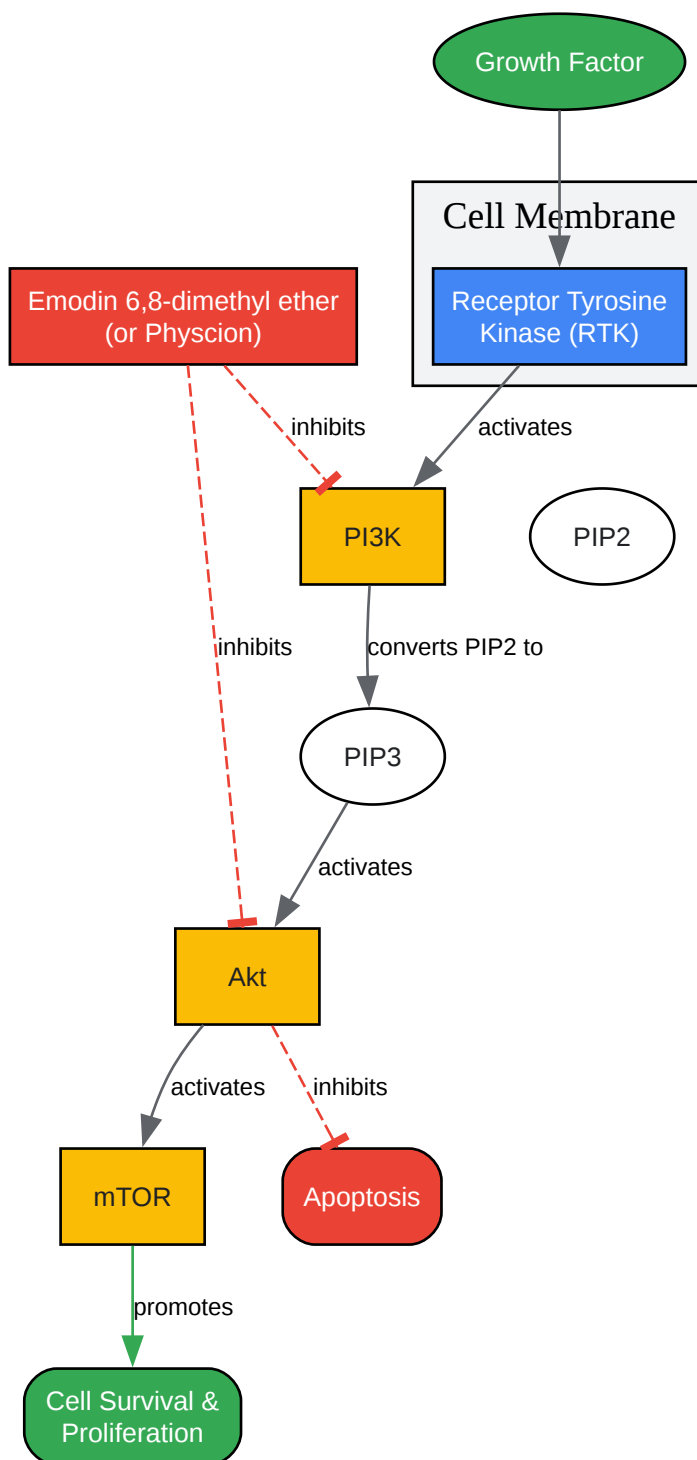 Growth Factor
Cell Membrane
Emodin 6,8-dimethyl ether
(or Physcion)
Receptor Tyrosine
Kinase (RTK)
inhibits
activates
PI3K
PIP2
inhibits
converts PIP2 to
PIP3
activates
Akt
activates
inhibits
mTOR
Apoptosis
promotes
Cell Survival &
Proliferation